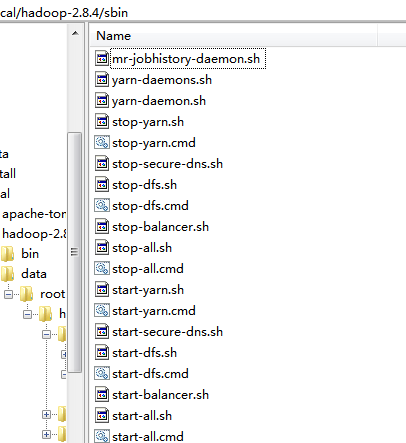 cal/hadoop-2.8.4/sbin
Name
mr-jobhistory-daemon.sh
yarn-daemons.sh
yarn-daemon.sh
stop-yarn.sh
stop-yarn.cmd
stop-secure-dns.sh
stop-dfs.sh
stop-dfs.cmd
stop-balancer.sh
stop-all.sh
stop-all.cmd
start-yarn.sh
start-yarn.cmd
start-secure-dns.sh
start-dfs.sh
start-dfs.cmd
start-balancer.sh
start-all.sh
start-all.cmd
ta
tall
al
apache-tor
hadoop-2.8
bin
data
root
h